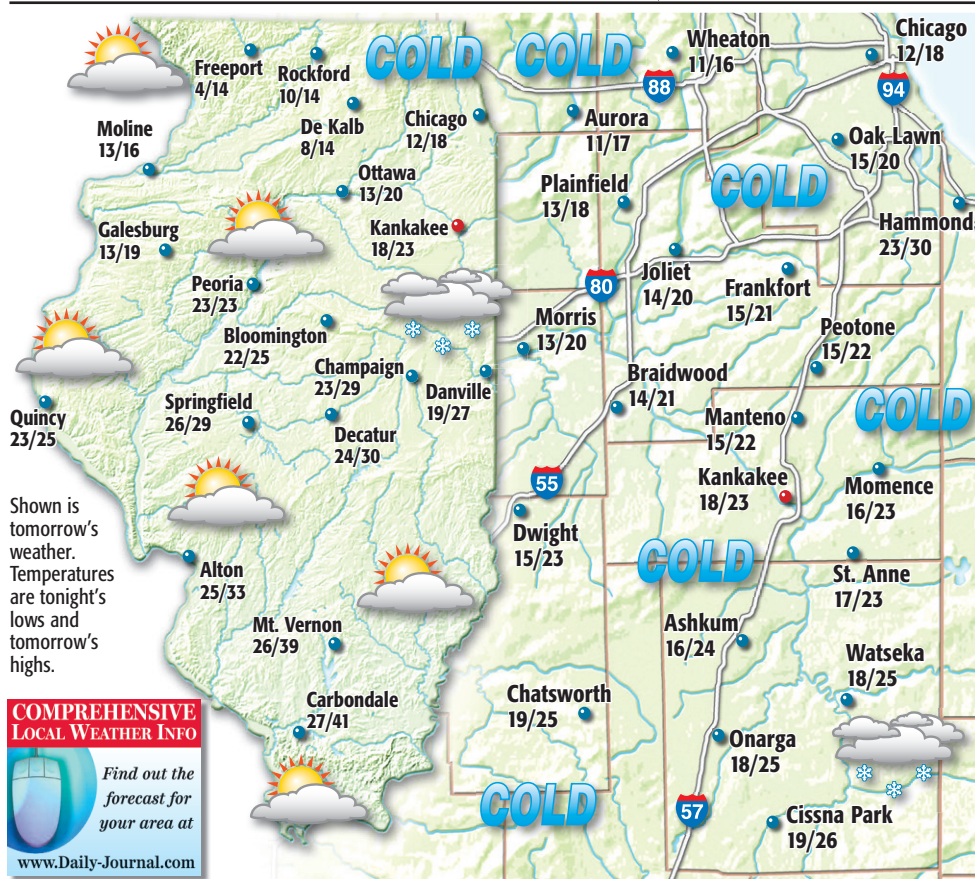 Freeport
4/14
Rockford
10/14
COLD
De Kalb
8/14
Chicago
12/18
Moline
13/16
Ottawa
13/20
Galesburg
13/19
Kankakee
18/23
Peoria
23/23
Bloomington
22/25
Champaign
23/29
Danville
19/27
Quincy
23/25
Springfield
26/29
Decatur
24/30
Shown is
tomorrow's
weather.
Temperatures
are tonight's
lows and
tomorrow's
highs.
Alton
25/33
Mt. Vernon
26/39
Carbondale
27/41
COMPREHENSIVE
LOCAL WEATHER INFO
Find out the
forecast for
your area at
www.Daily-Journal.com
COLD
Wheaton
11/16
Chicago
12/18
88
94
Aurora
11/17
Oak Lawn
15/20
Plainfield
13/18
COLD
Hammond
23/30
Joliet
14/20
80
Frankfort
15/21
Morris
13/20
Peotone
15/22
Braidwood
14/21
Manteno
15/22
COLD
55
Kankakee
18/23
Momence
16/23
Dwight
15/23
COLD
St. Anne
17/23
Ashkum
16/24
Watseka
18/25
Chatsworth
19/25
Onarga
18/25
COLD
57
Cissna Park
19/26